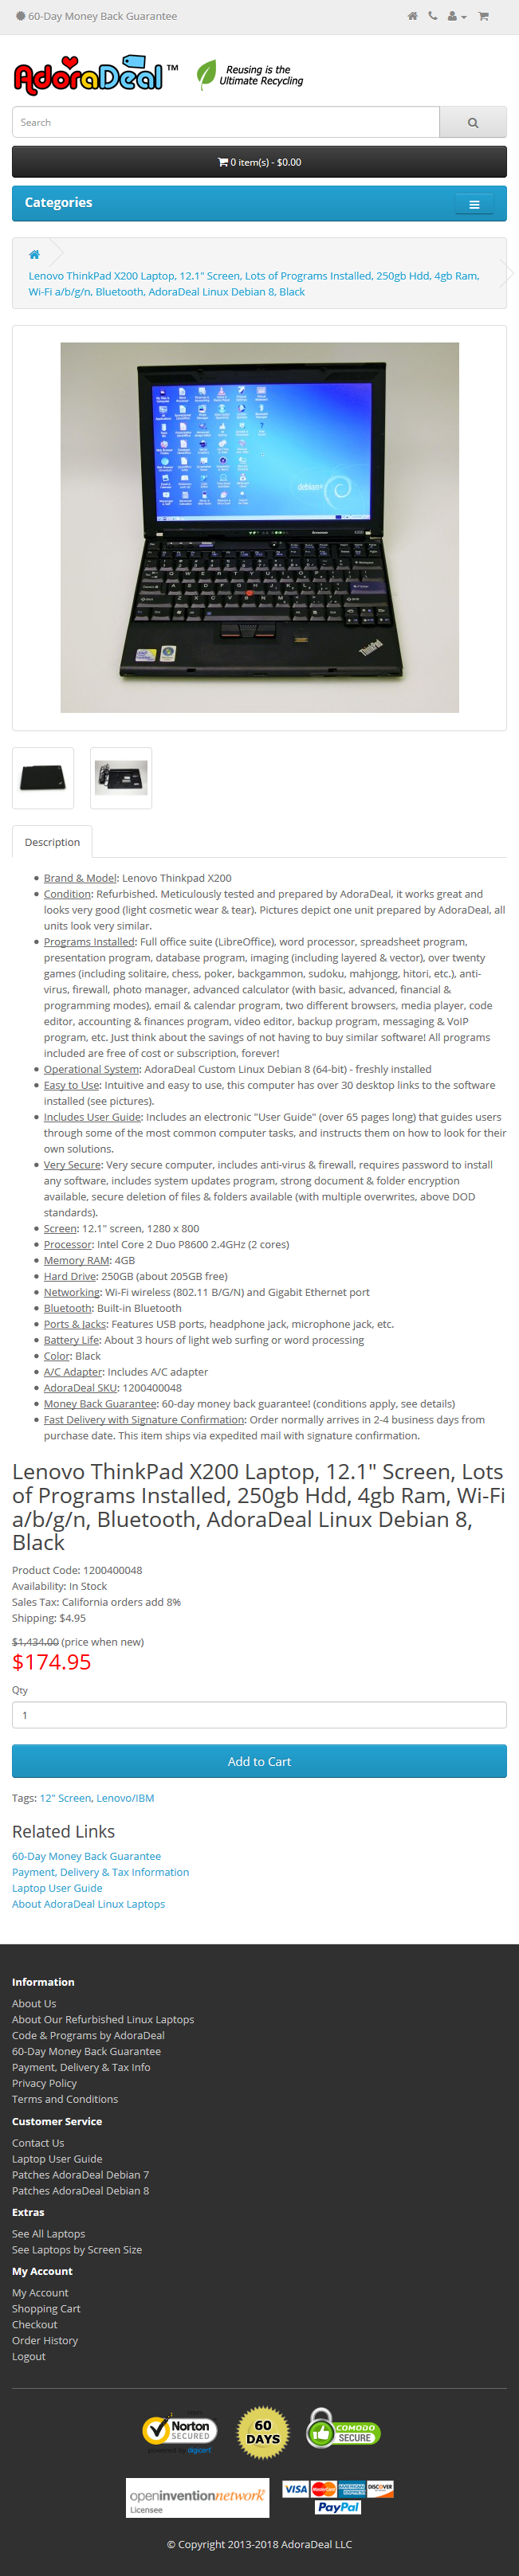 60-Day Money Back Guarantee
AdoraDeal ™
Reusing is the
Ultimate Recycling
Search
0 item(s) - $0.00
Categories
Lenovo ThinkPad X200 Laptop, 12.1" Screen, Lots of Programs Installed, 250gb Hdd, 4gb Ram,
Wi-Fi a/b/g/n, Bluetooth, AdoraDeal Linux Debian 8, Black
debian
lenovo
ThinkPad
Description
Brand & Model: Lenovo Thinkpad X200
Condition: Refurbished. Meticulously tested and prepared by AdoraDeal, it works great and
looks very good (light cosmetic wear & tear). Pictures depict one unit prepared by AdoraDeal, all
units look very similar.
Programs Installed: Full office suite (LibreOffice), word processor, spreadsheet program,
presentation program, database program, imaging (including layered & vector), over twenty
games (including solitaire, chess, poker, backgammon, sudoku, mahjongg, hitori, etc.), anti-
virus, firewall, photo manager, advanced calculator (with basic, advanced, financial &
programming modes), email & calendar program, two different browsers, media player, code
editor, accounting & finances program, video editor, backup program, messaging & VoIP
program, etc. Just think about the savings of not having to buy similar software! All programs
included are free of cost or subscription, forever!
Operational System: AdoraDeal Custom Linux Debian 8 (64-bit) - freshly installed
Easy to Use: Intuitive and easy to use, this computer has over 30 desktop links to the software
installed (see pictures).
Includes User Guide: Includes an electronic "User Guide" (over 65 pages long) that guides users
through some of the most common computer tasks, and instructs them on how to look for their
own solutions.
Very Secure: Very secure computer, includes anti-virus & firewall, requires password to install
any software, includes system updates program, strong document & folder encryption
available, secure deletion of files & folders available (with multiple overwrites, above DOD
standards).
Screen: 12.1" screen, 1280 x 800
Processor: Intel Core 2 Duo P8600 2.4GHz (2 cores)
Memory RAM: 4GB
Hard Drive: 250GB (about 205GB free)
Networking: Wi-Fi wireless (802.11 B/G/N) and Gigabit Ethernet port
Bluetooth: Built-in Bluetooth
Ports & Jacks: Features USB ports, headphone jack, microphone jack, etc.
Battery Life: About 3 hours of light web surfing or word processing
Color: Black
A/C Adapter: Includes A/C adapter
AdoraDeal SKU: 1200400048
Money Back Guarantee: 60-day money back guarantee! (conditions apply, see details)
Fast Delivery with Signature Confirmation: Order normally arrives in 2-4 business days from
purchase date. This item ships via expedited mail with signature confirmation.
Lenovo ThinkPad X200 Laptop, 12.1" Screen, Lots
of Programs Installed, 250gb Hdd, 4gb Ram, Wi-Fi
a/b/g/n, Bluetooth, AdoraDeal Linux Debian 8,
Black
Product Code: 1200400048
Availability: In Stock
Sales Tax: California orders add 8%
Shipping: $4.95
$1,434.00 (price when new)
$174.95
Qty
1
Add to Cart
Tags: 12" Screen, Lenovo/IBM
Related Links
60-Day Money Back Guarantee
Payment, Delivery & Tax Information
Laptop User Guide
About AdoraDeal Linux Laptops
Information
About Us
About Our Refurbished Linux Laptops
Code & Programs by AdoraDeal
60-Day Money Back Guarantee
Payment, Delivery & Tax Info
Privacy Policy
Terms and Conditions
Customer Service
Contact Us
Laptop User Guide
Patches AdoraDeal Debian 7
Patches AdoraDeal Debian 8
Extras
See All Laptops
See Laptops by Screen Size
My Account
My Account
Shopping Cart
Checkout
Order History
Logout
Norton
SECURED
powered by digicert
60
DAYS
COMODO
SECURE
openinventionnetwork
Licensee
VISA MasterCard AMERICAN EXPRESS DISCOVER
PayPal
© Copyright 2013-2018 AdoraDeal LLC